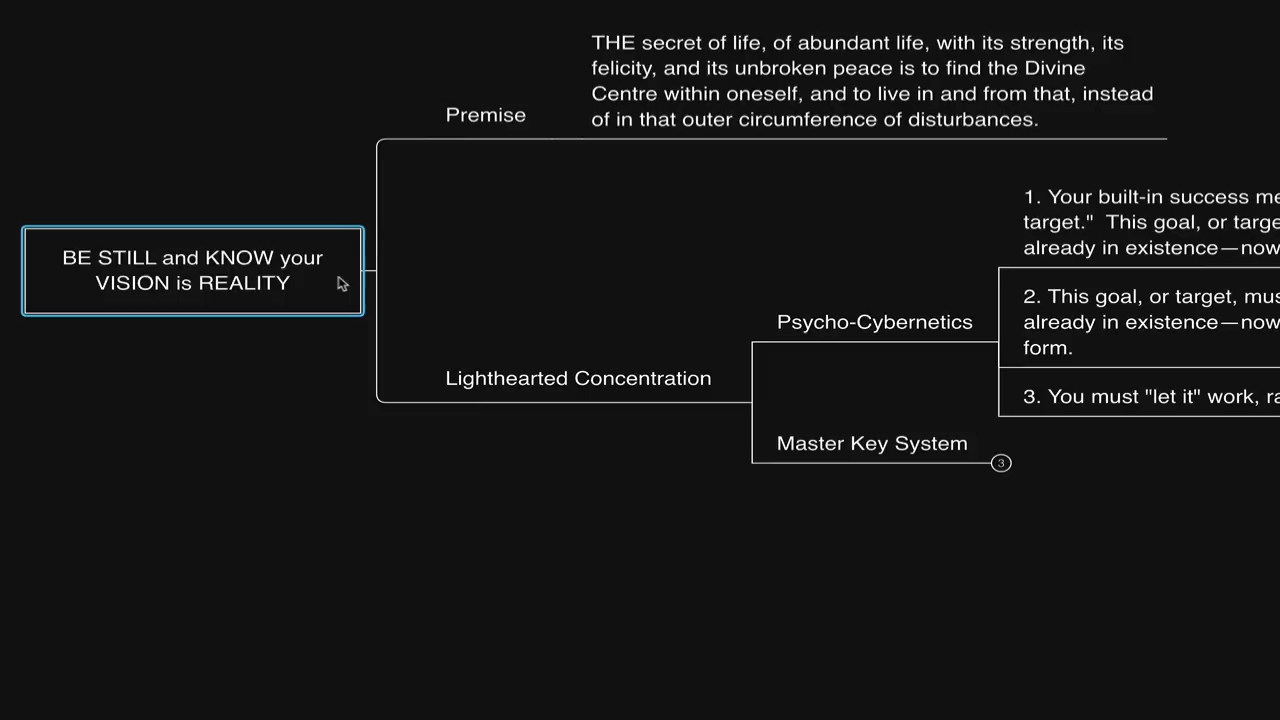 THE secret of life, of abundant life, with its strength, its
felicity, and its unbroken peace is to find the Divine
Centre within oneself, and to live in and from that, instead
of in that outer circumference of disturbances.
Premise
BE STILL and KNOW your
VISION is REALITY
Lighthearted Concentration
Psycho-Cybernetics
1. Your built-in success
target."  This goal, or
already in existence—now
2. This goal, or target,
already in existence—now
form.
3. You must "let it" work,
Master Key System
3